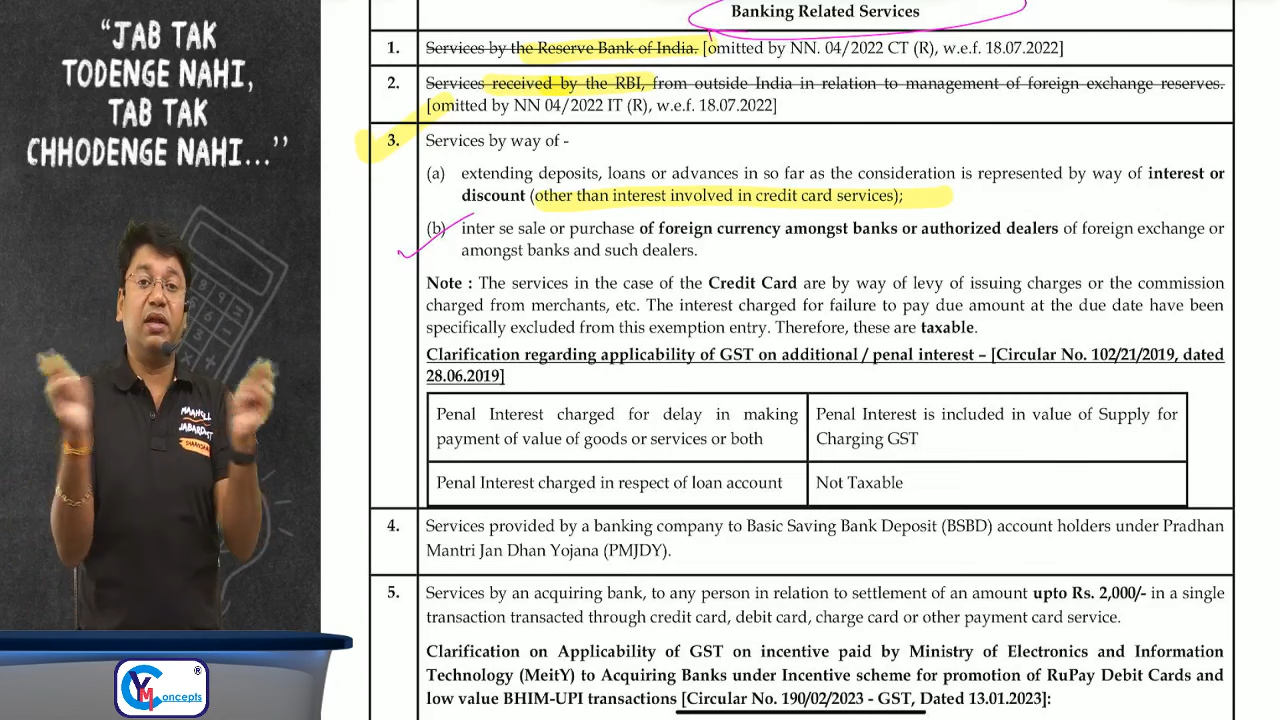 “JAB TAK
TODENGE NAHI,
TAB TAK
CHHODENGE NAHI...’’
MAAHOUL
JABARDAST
CYM Concepts
®
Banking Related Services
1. Services by the Reserve Bank of India. [omitted by NN. 04/2022 CT (R), w.e.f. 18.07.2022]
2. Services received by the RBI, from outside India in relation to management of foreign exchange reserves.
[omitted by NN 04/2022 IT (R), w.e.f. 18.07.2022]
3. Services by way of -
(a) extending deposits, loans or advances in so far as the consideration is represented by way of interest or
discount (other than interest involved in credit card services);
(b) inter se sale or purchase of foreign currency amongst banks or authorized dealers of foreign exchange or
amongst banks and such dealers.
Note : The services in the case of the Credit Card are by way of levy of issuing charges or the commission
charged from merchants, etc. The interest charged for failure to pay due amount at the due date have been
specifically excluded from this exemption entry. Therefore, these are taxable.
Clarification regarding applicability of GST on additional / penal interest – [Circular No. 102/21/2019, dated
28.06.2019]
Penal Interest charged for delay in making Penal Interest is included in value of Supply for
payment of value of goods or services or both Charging GST
Penal Interest charged in respect of loan account Not Taxable
4. Services provided by a banking company to Basic Saving Bank Deposit (BSBD) account holders under Pradhan
Mantri Jan Dhan Yojana (PMJDY).
5. Services by an acquiring bank, to any person in relation to settlement of an amount upto Rs. 2,000/- in a single
transaction transacted through credit card, debit card, charge card or other payment card service.
Clarification on Applicability of GST on incentive paid by Ministry of Electronics and Information
Technology (MeitY) to Acquiring Banks under Incentive scheme for promotion of RuPay Debit Cards and
low value BHIM-UPI transactions [Circular No. 190/02/2023 - GST, Dated 13.01.2023]: